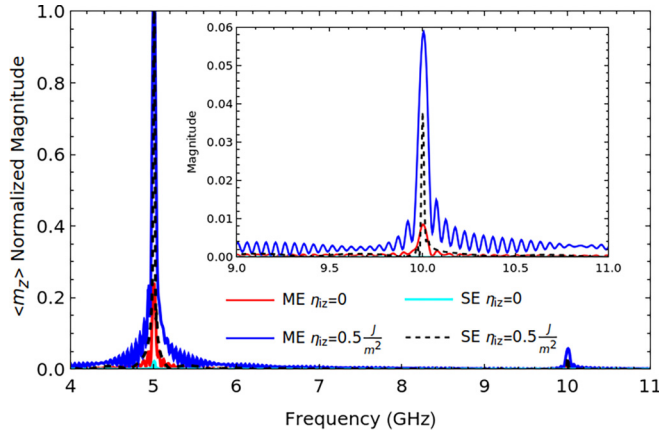 1.0
0.8
0.6
0.4
0.2
0.0
<m_Z> Normalized Magnitude
4 5 6 7 8 9 10 11
Frequency (GHz)
0.06
0.05
0.04
0.03
0.02
0.01
0.00
Magnitude
9.0 9.5 10.0 10.5 11.0
ME η_iz=0 SE η_iz=0
ME η_iz=0.5 J/m² SE η_iz=0.5 J/m²